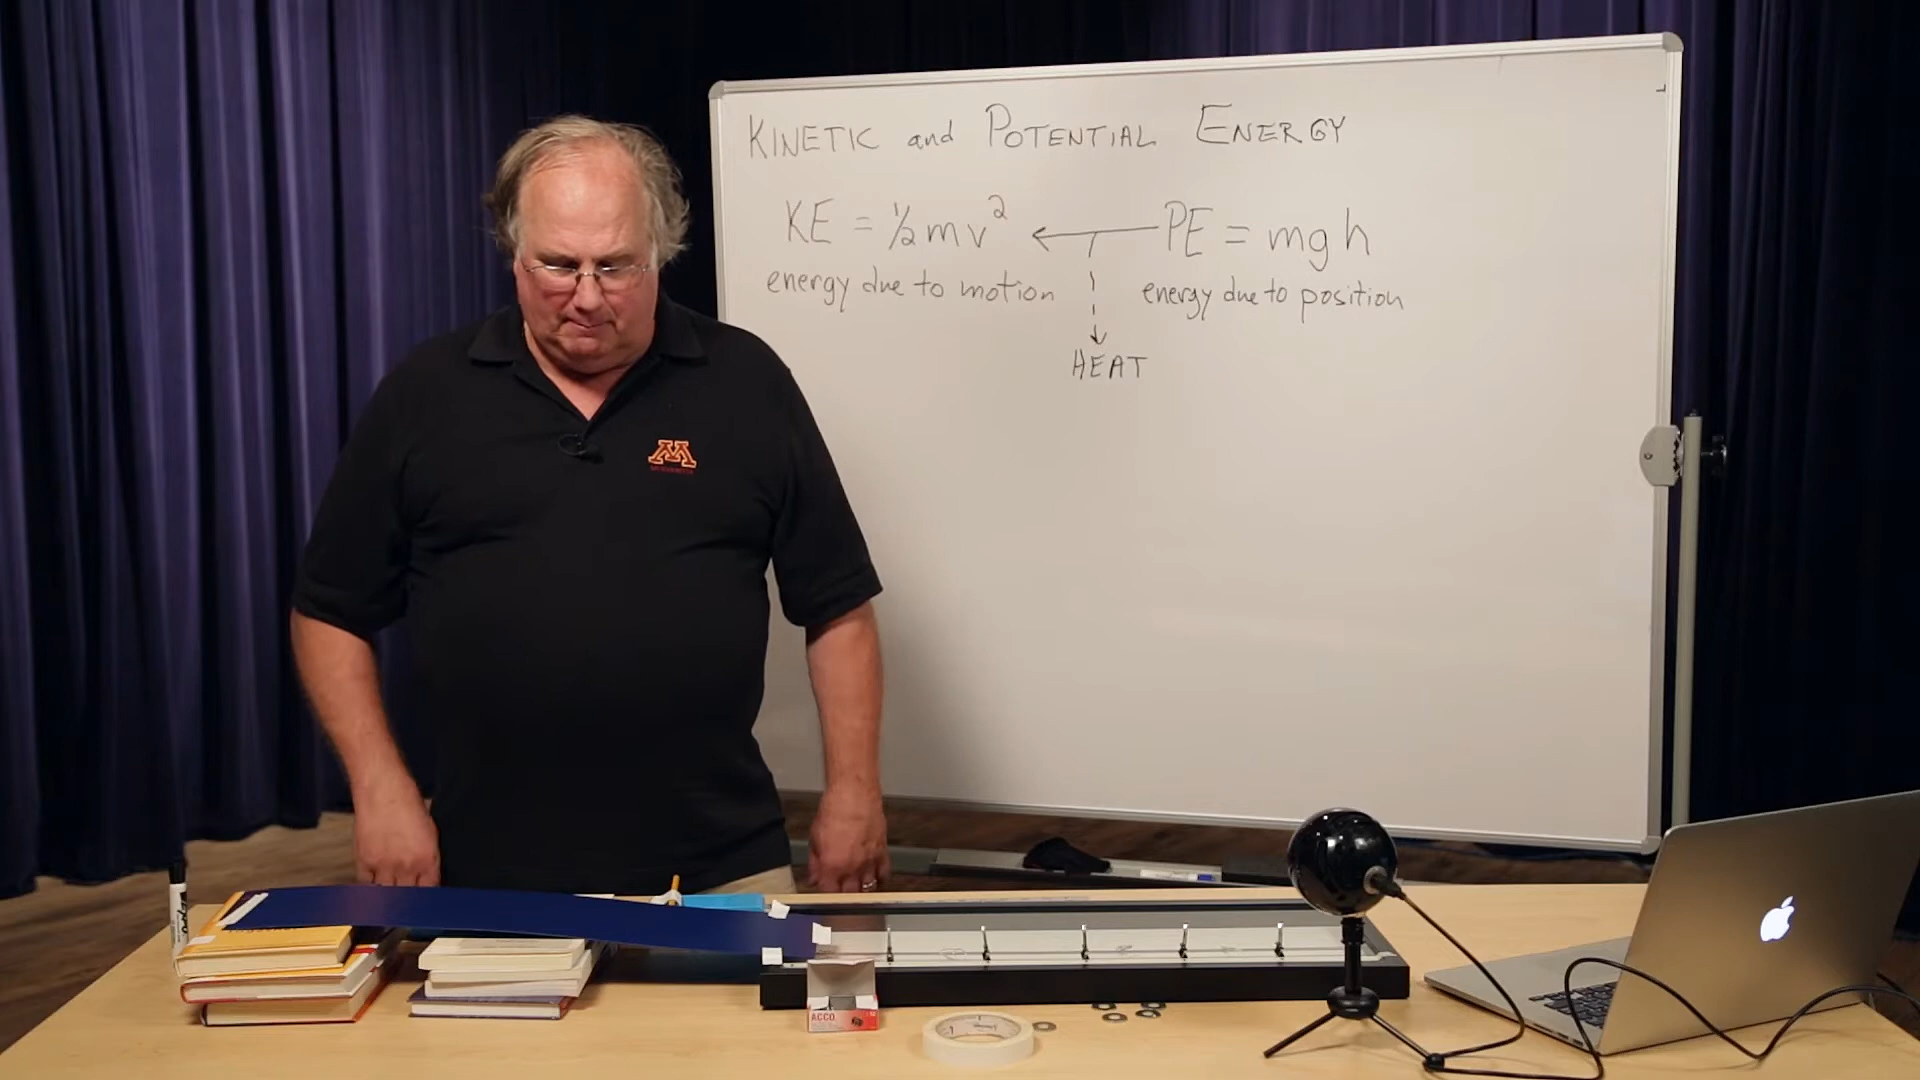 KINETIC and POTENTIAL ENERGY
KE = ½mv² ← PE = mgh
energy due to motion
energy due to position
HEAT
M
ACCO